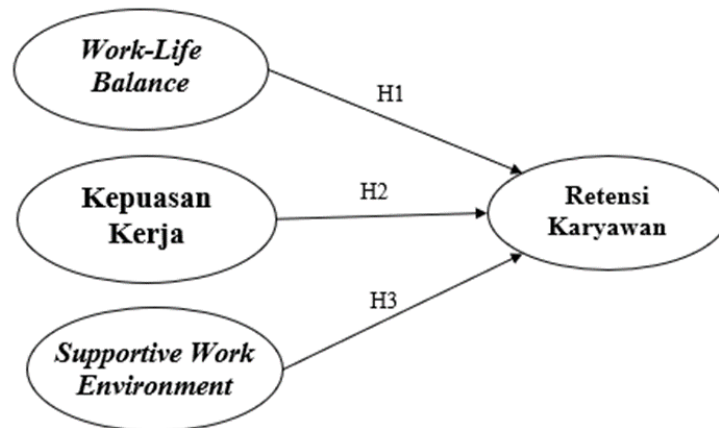 Work-Life
Balance
H1
Kepuasan
Kerja
H2
Retensi
Karyawan
H3
Supportive Work
Environment